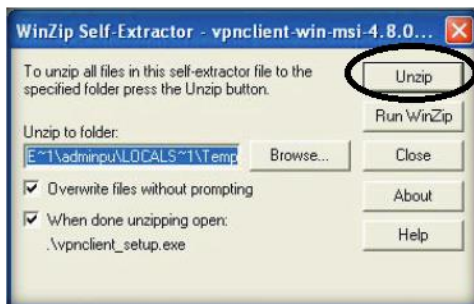 WinZip Self-Extractor - vpnclient-win-msi-4.8.0...
To unzip all files in this self-extractor file to the
specified folder press the Unzip button.
Unzip to folder:
E~1\adminpu\LOCALS~1\Temp
Browse...
Overwrite files without prompting
When done unzipping open:
.\vpnclient_setup.exe
Unzip
Run WinZip
Close
About
Help